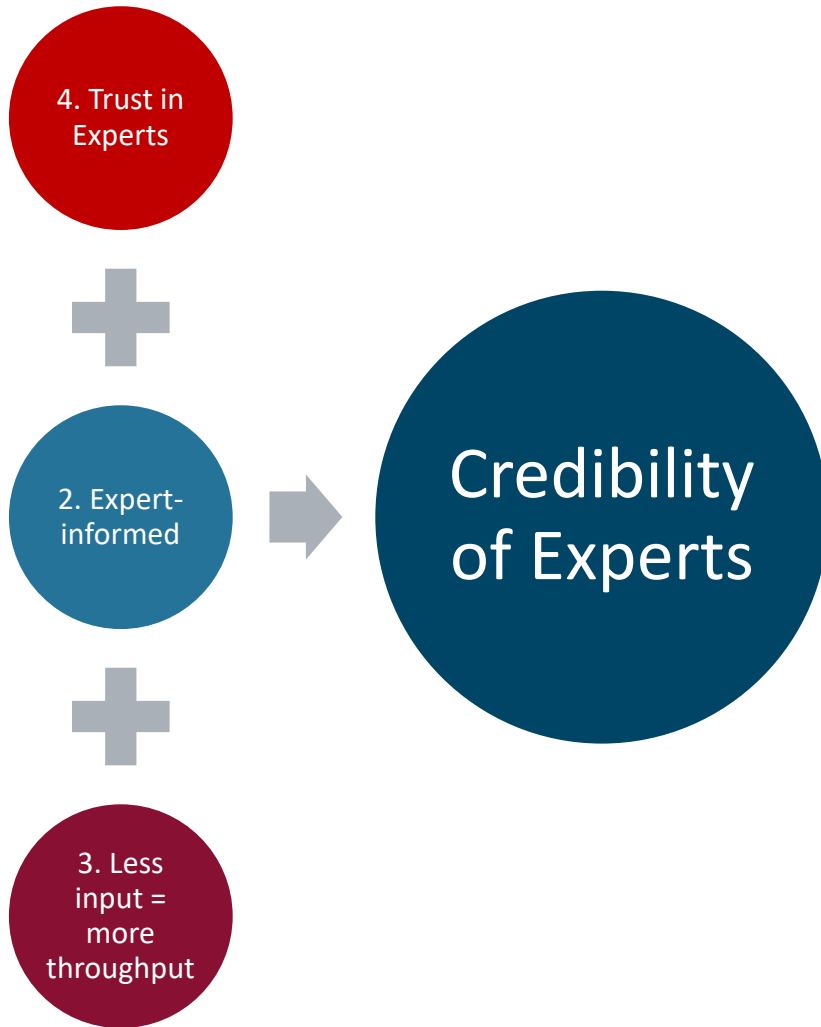 4. Trust in
Experts
2. Expert-
informed
3. Less
input =
more
throughput
Credibility
of Experts